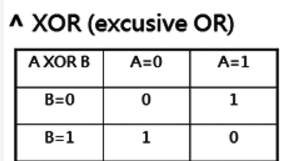 ^ XOR (excusive OR)
A XOR B A=0 A=1
B=0 0 1
B=1 1 0